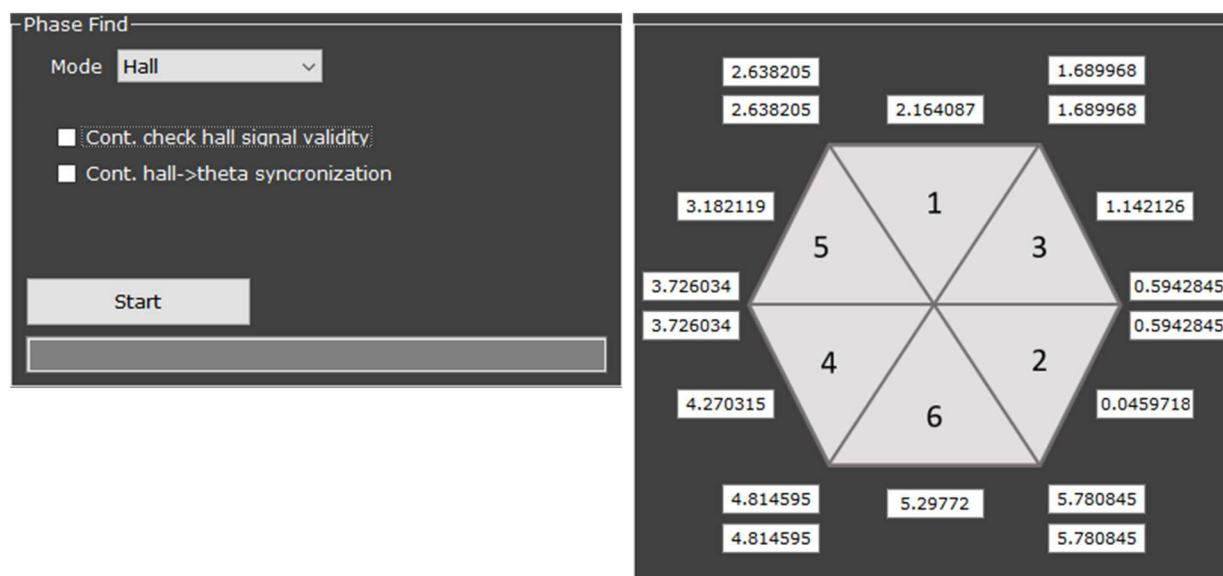 Phase Find
Mode Hall
Cont. check hall signal validity
Cont. hall->theta syncronization
Start
2.638205 1.689968
2.638205 2.164087 1.689968
3.182119 1 1.142126
5 3
3.726034 0.5942845
3.726034 0.5942845
4 2
4.270315 6 0.0459718
4.814595 5.29772 5.780845
4.814595 5.780845